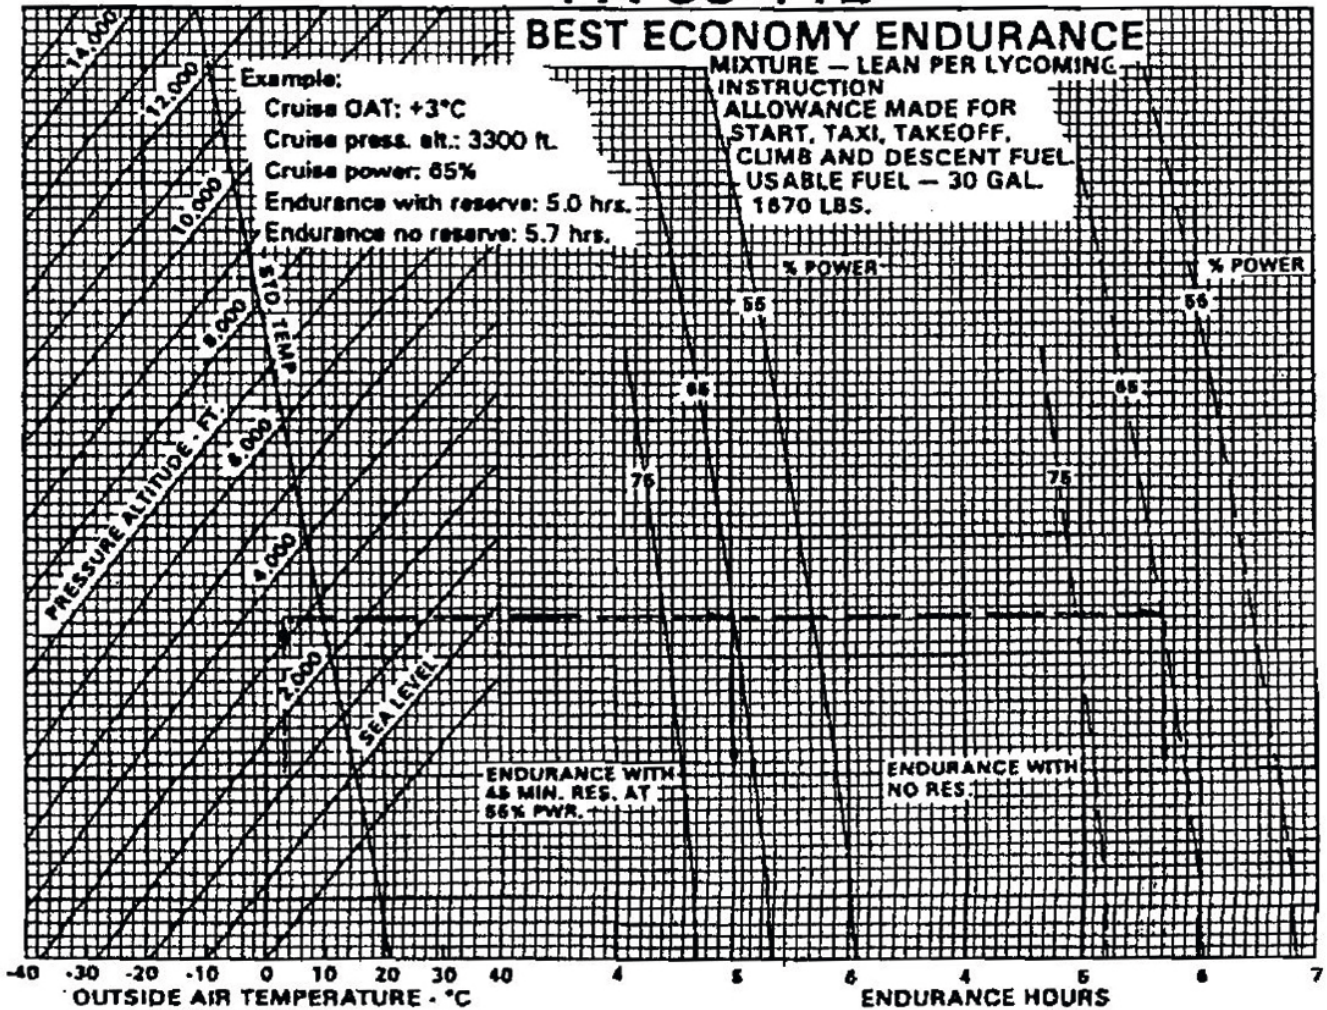 BEST ECONOMY ENDURANCE
MIXTURE — LEAN PER LYCOMING
INSTRUCTION
ALLOWANCE MADE FOR
START, TAXI, TAKEOFF,
CLIMB AND DESCENT FUEL.
USABLE FUEL — 30 GAL.
1670 LBS.
Example:
Cruise OAT: +3°C
Cruise press. alt.: 3300 ft.
Cruise power: 65%
Endurance with reserve: 5.0 hrs.
Endurance no reserve: 5.7 hrs.
14,000
12,000
10,000
8,000
6,000
4,000
2,000
SEA LEVEL
PRESSURE ALTITUDE - FT.
STD. TEMP
% POWER
55
65
75
% POWER
55
65
75
ENDURANCE WITH
45 MIN. RES. AT
55% PWR.
ENDURANCE WITH
NO RES.
-40 -30 -20 -10 0 10 20 30 40 4 5 6 4 5 6 7
OUTSIDE AIR TEMPERATURE - °C
ENDURANCE HOURS